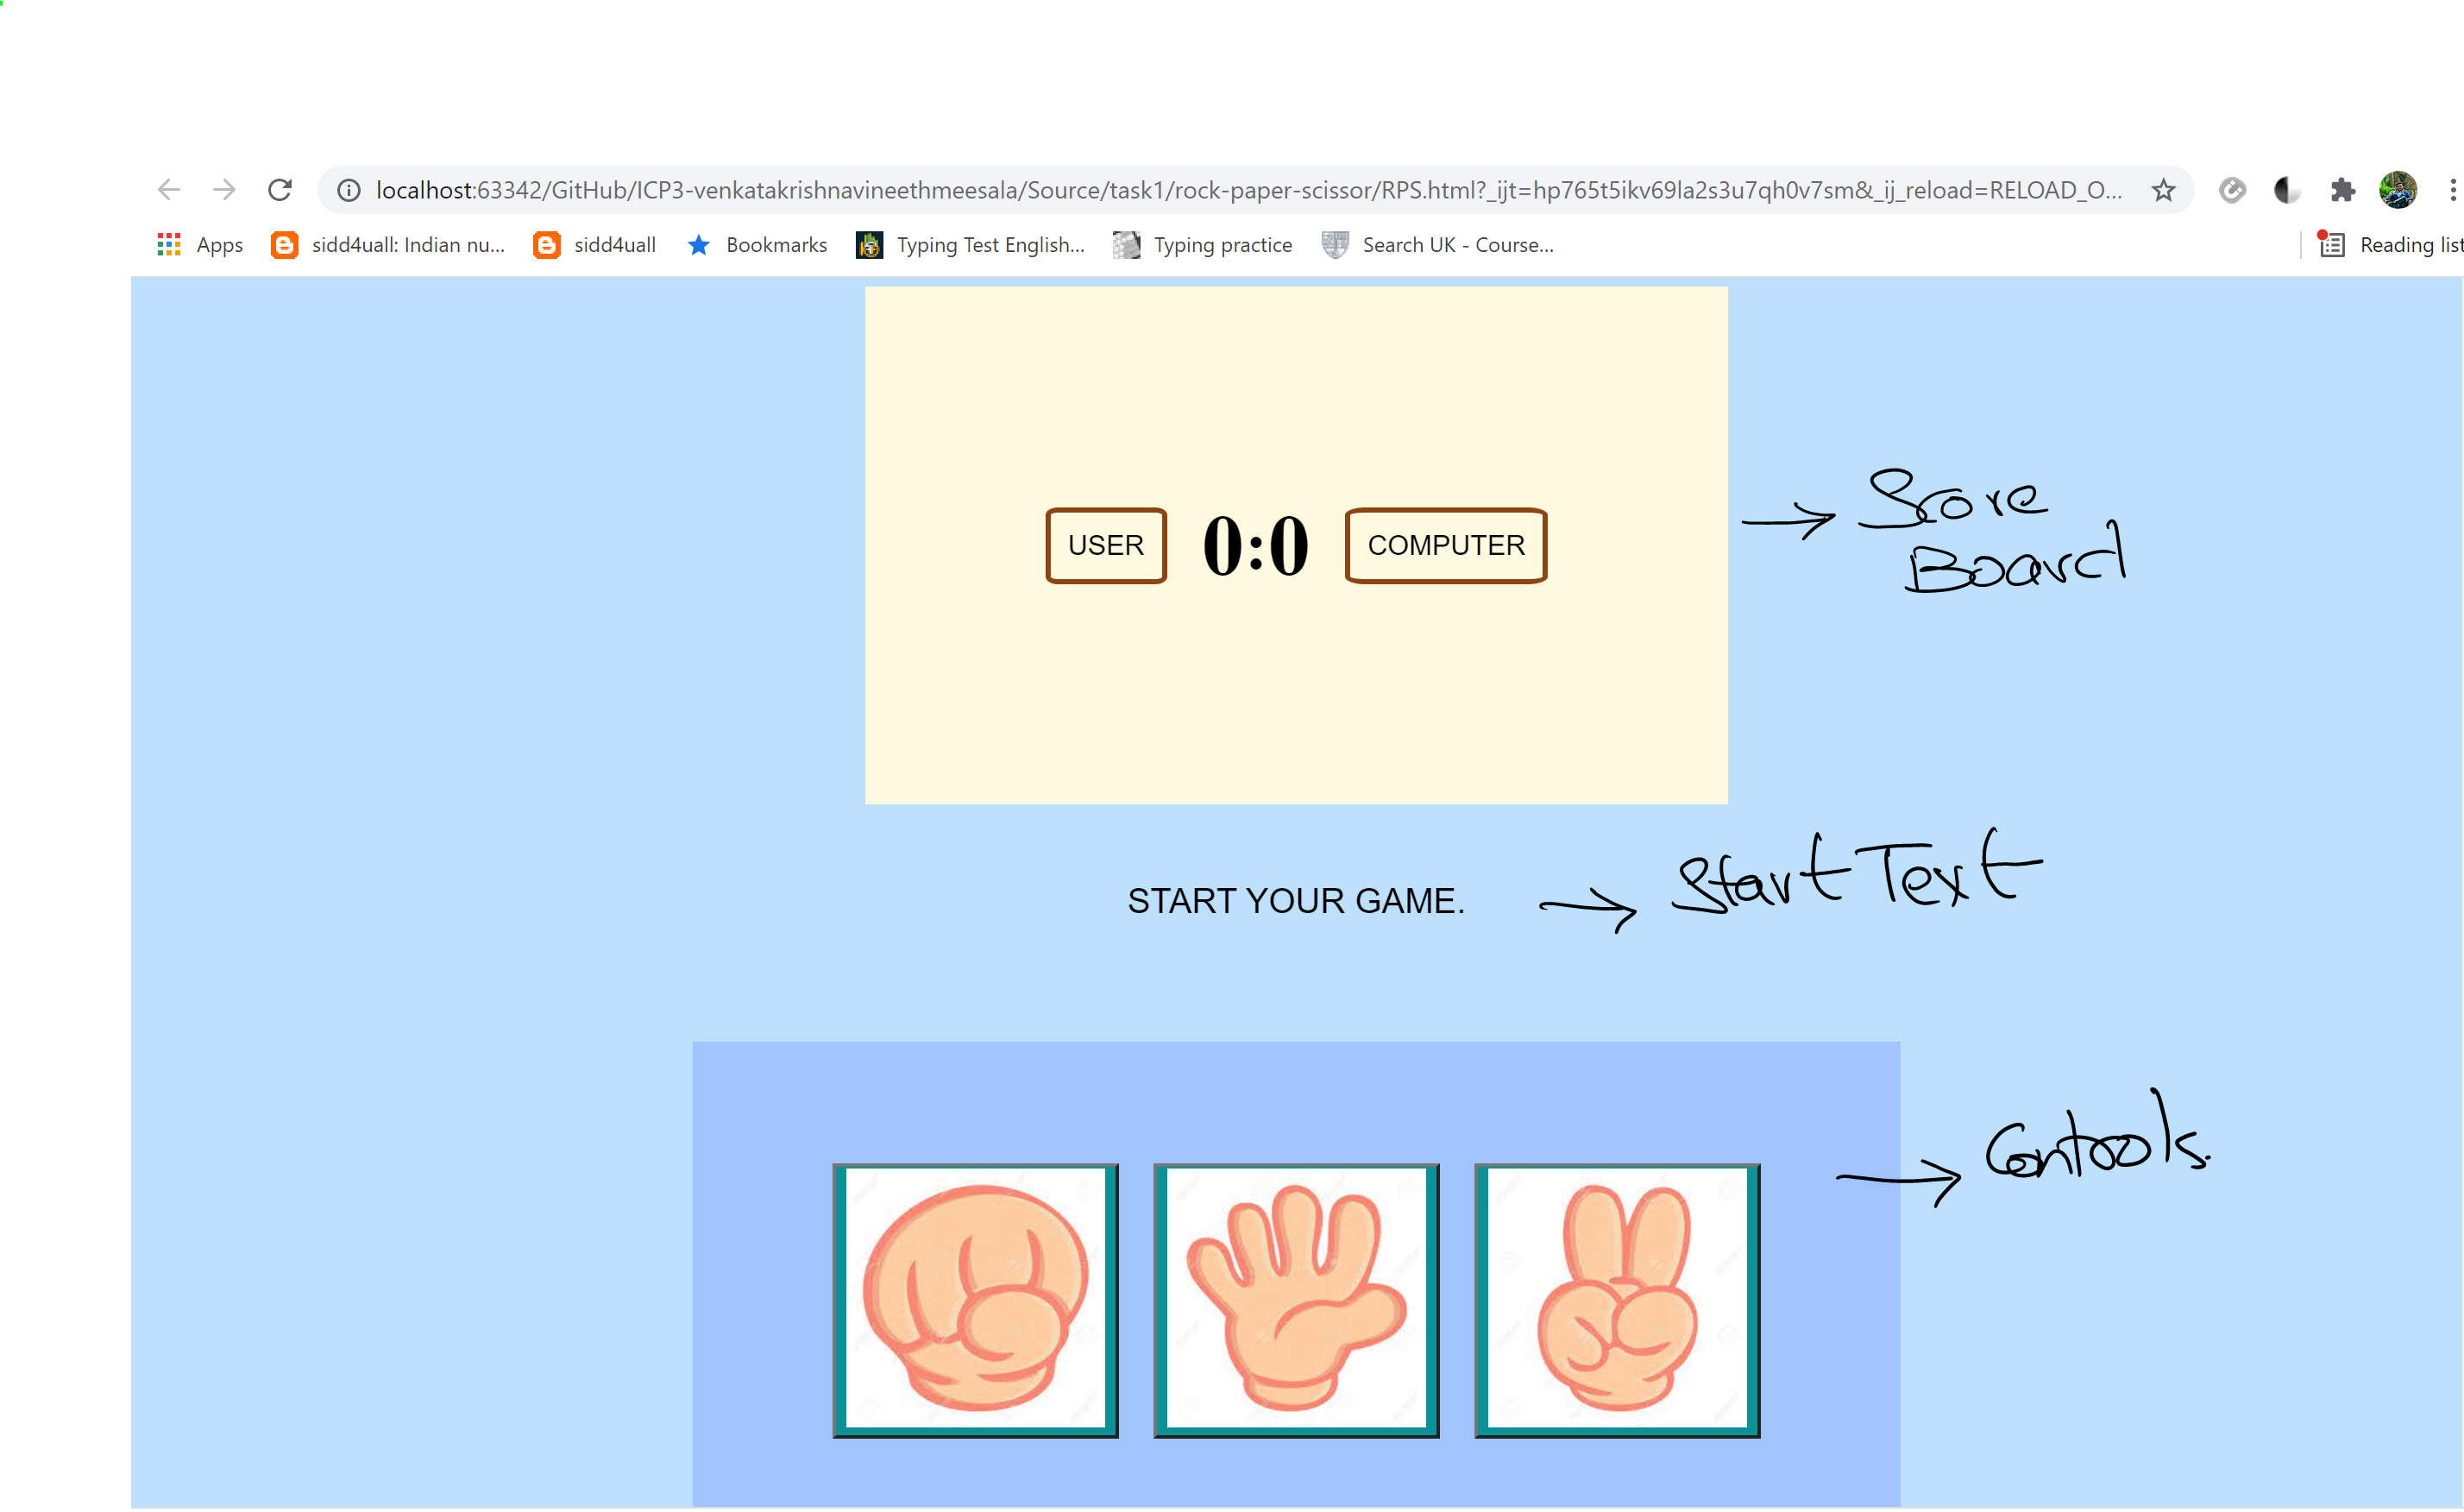 localhost:63342/GitHub/ICP3-venkatakrishnavineethmeesala/Source/task1/rock-paper-scissor/RPS.html?_ijt=hp765t5ikv69la2s3u7qh0v7sm&_ij_reload=RELOAD_O...
Apps sidd4uall: Indian nu... sidd4uall Bookmarks Typing Test English... Typing practice Search UK - Course... Reading list
USER 0:0 COMPUTER
Score
Board
START YOUR GAME. Start Text
Controls.